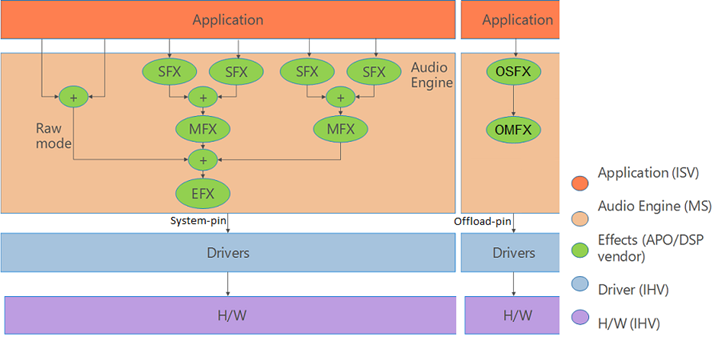 Application
Application
SFX
SFX
SFX
SFX
Audio
Engine
OSFX
+
+
+
Raw
mode
MFX
MFX
OMFX
+
EFX
System-pin
Offload-pin
Drivers
Drivers
H/W
H/W
Application (ISV)
Audio Engine (MS)
Effects (APO/DSP
vendor)
Driver (IHV)
H/W (IHV)